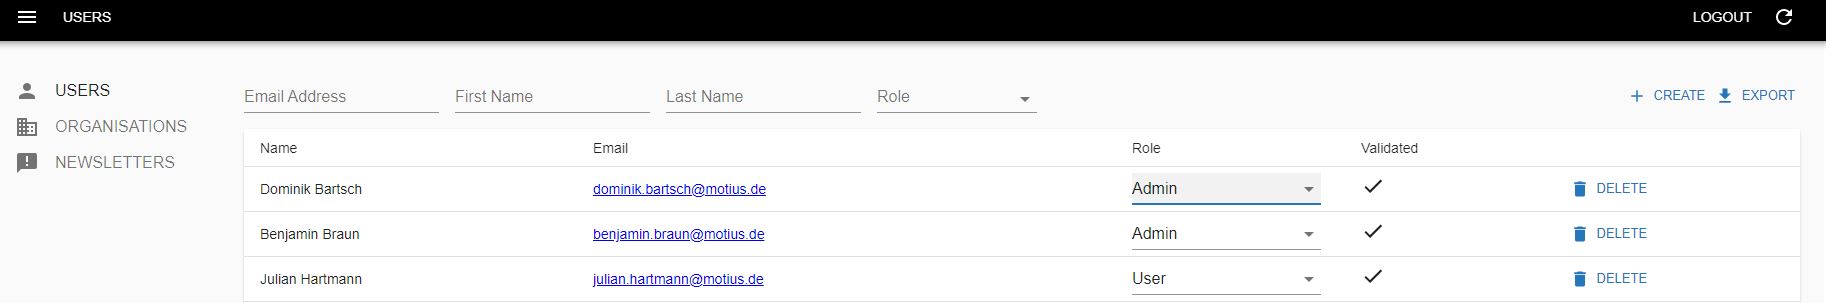 USERS LOGOUT
USERS
ORGANISATIONS
NEWSLETTERS
Email Address First Name Last Name Role CREATE EXPORT
Name Email Role Validated
Dominik Bartsch dominik.bartsch@motius.de Admin DELETE
Benjamin Braun benjamin.braun@motius.de Admin DELETE
Julian Hartmann julian.hartmann@motius.de User DELETE